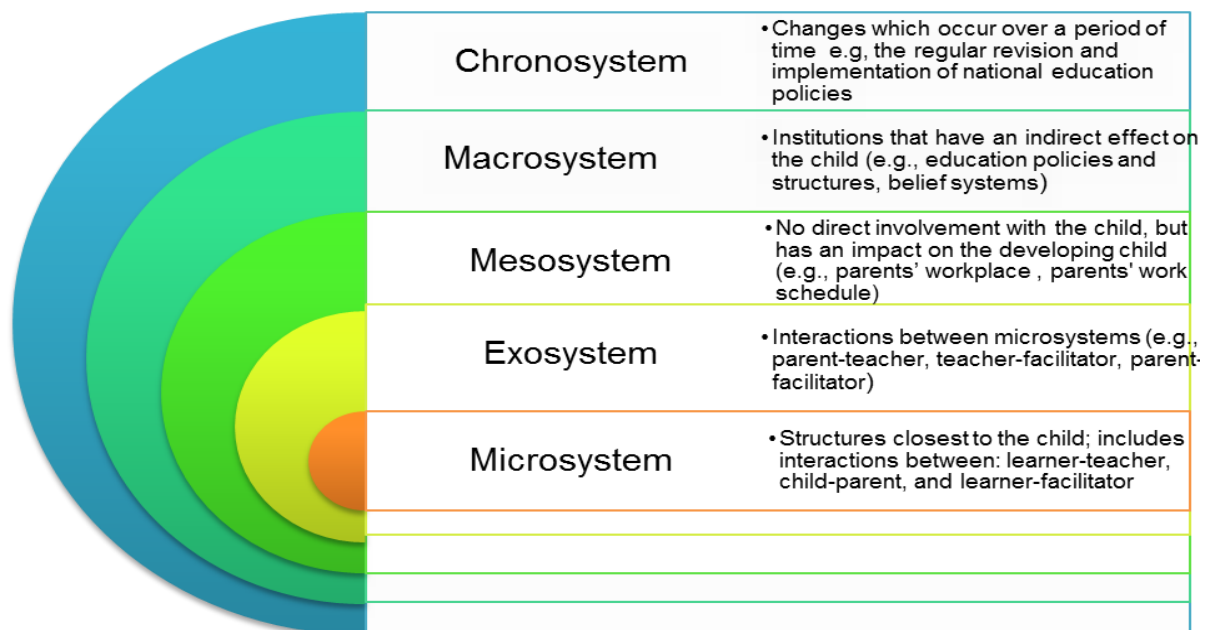 Chronosystem
•Changes which occur over a period of
time e.g, the regular revision and
implementation of national education
policies
Macrosystem
•Institutions that have an indirect effect on
the child (e.g., education policies and
structures, belief systems)
Mesosystem
•No direct involvement with the child, but
has an impact on the developing child
(e.g., parents’ workplace , parents' work
schedule)
Exosystem
•Interactions between microsystems (e.g.,
parent-teacher, teacher-facilitator, parent-
facilitator)
Microsystem
•Structures closest to the child; includes
interactions between: learner-teacher,
child-parent, and learner-facilitator